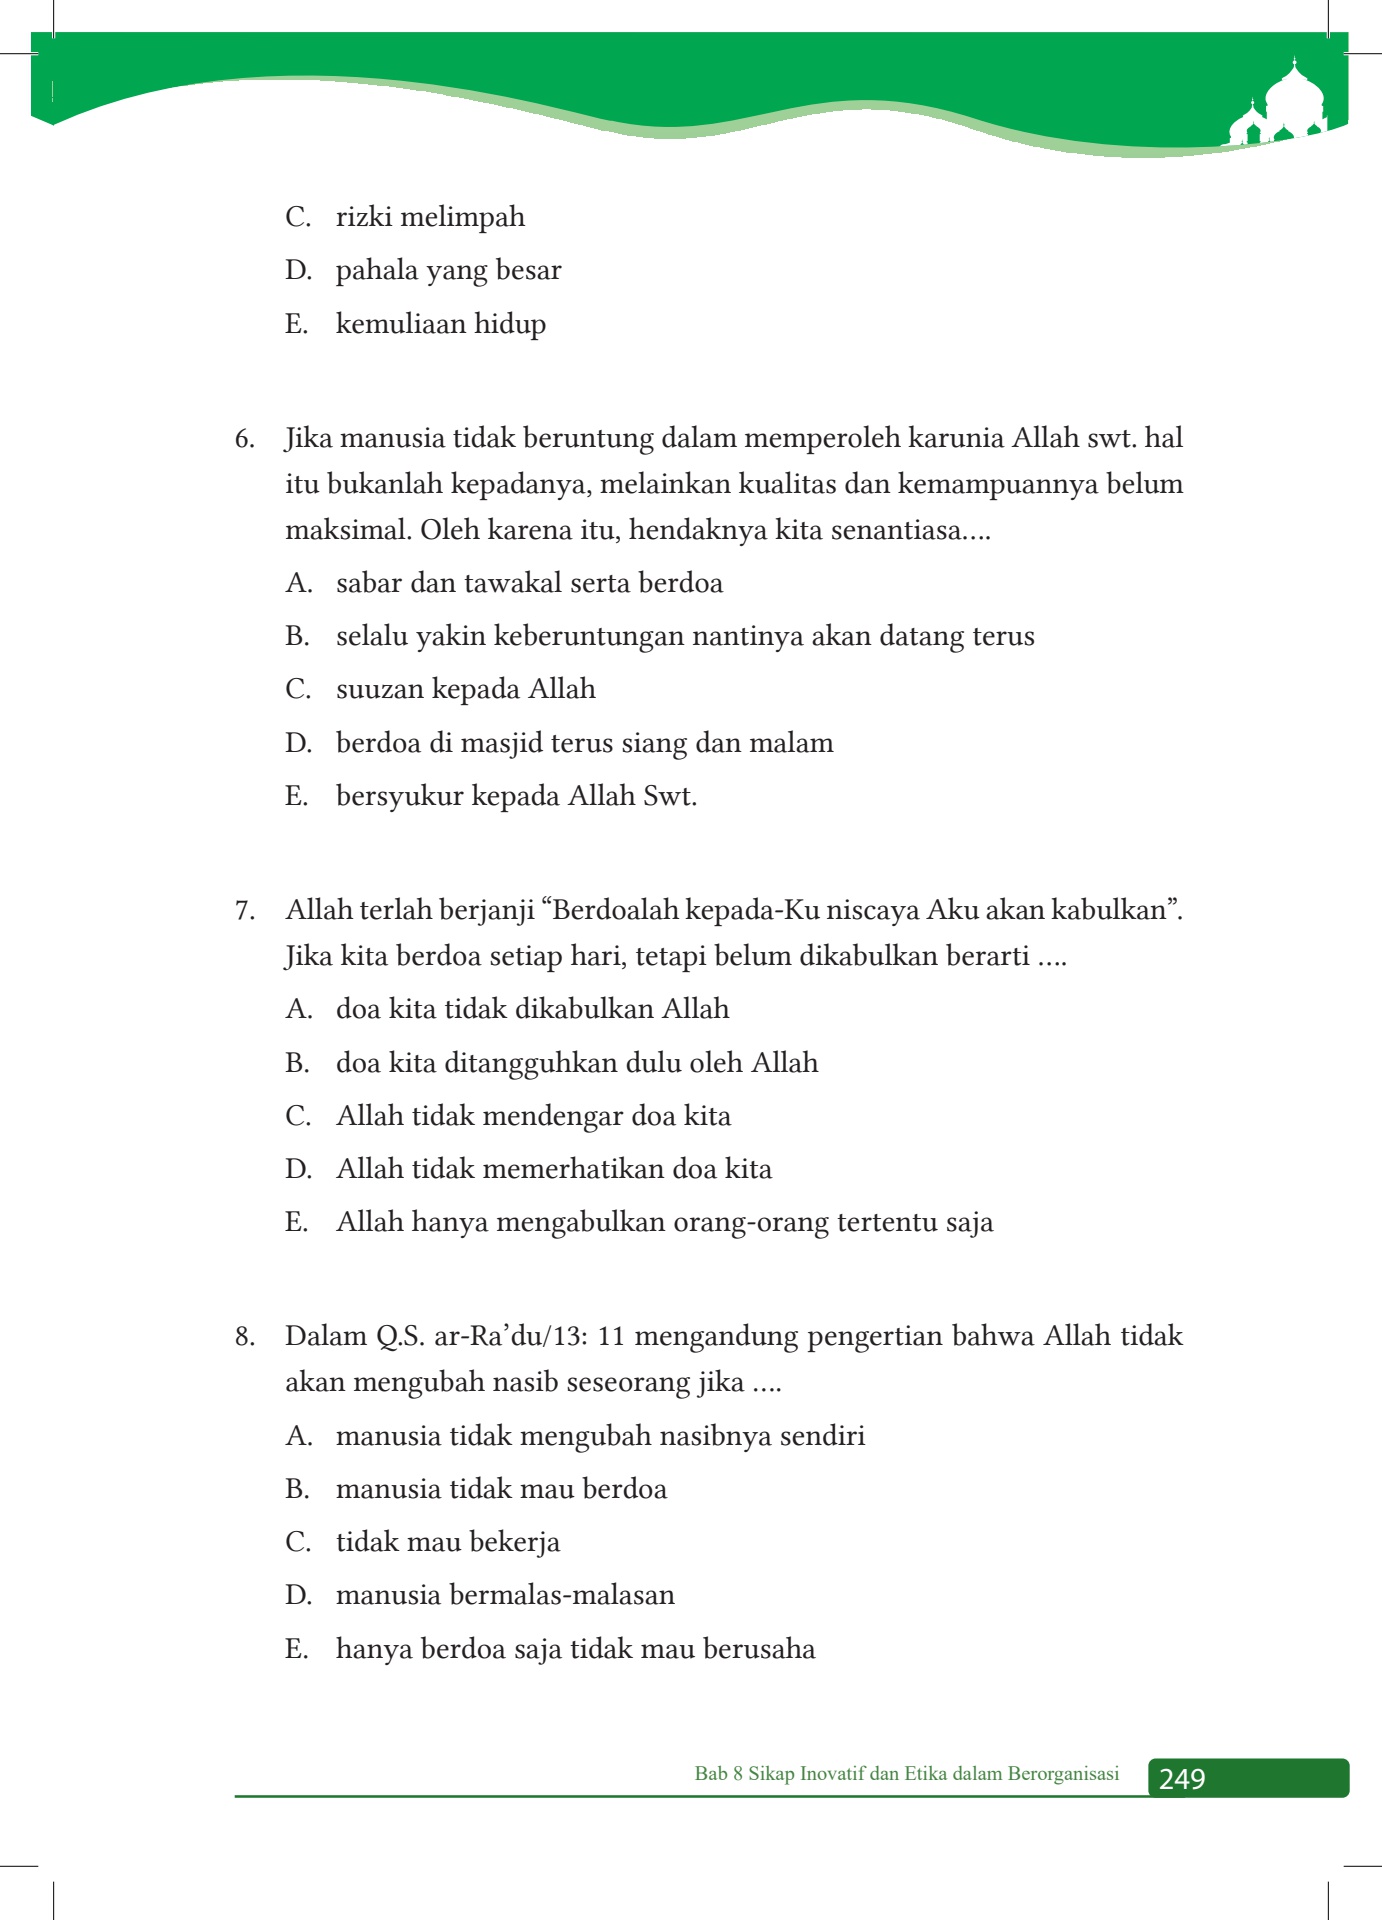 C. rizki melimpah
D. pahala yang besar
E. kemuliaan hidup
6. Jika manusia tidak beruntung dalam memperoleh karunia Allah swt. hal
itu bukanlah kepadanya, melainkan kualitas dan kemampuannya belum
maksimal. Oleh karena itu, hendaknya kita senantiasa....
A. sabar dan tawakal serta berdoa
B. selalu yakin keberuntungan nantinya akan datang terus
C. suuzan kepada Allah
D. berdoa di masjid terus siang dan malam
E. bersyukur kepada Allah Swt.
7. Allah terlah berjanji “Berdoalah kepada-Ku niscaya Aku akan kabulkan”.
Jika kita berdoa setiap hari, tetapi belum dikabulkan berarti ....
A. doa kita tidak dikabulkan Allah
B. doa kita ditangguhkan dulu oleh Allah
C. Allah tidak mendengar doa kita
D. Allah tidak memerhatikan doa kita
E. Allah hanya mengabulkan orang-orang tertentu saja
8. Dalam Q.S. ar-Ra’du/13: 11 mengandung pengertian bahwa Allah tidak
akan mengubah nasib seseorang jika ....
A. manusia tidak mengubah nasibnya sendiri
B. manusia tidak mau berdoa
C. tidak mau bekerja
D. manusia bermalas-malasan
E. hanya berdoa saja tidak mau berusaha
Bab 8 Sikap Inovatif dan Etika dalam Berorganisasi 249